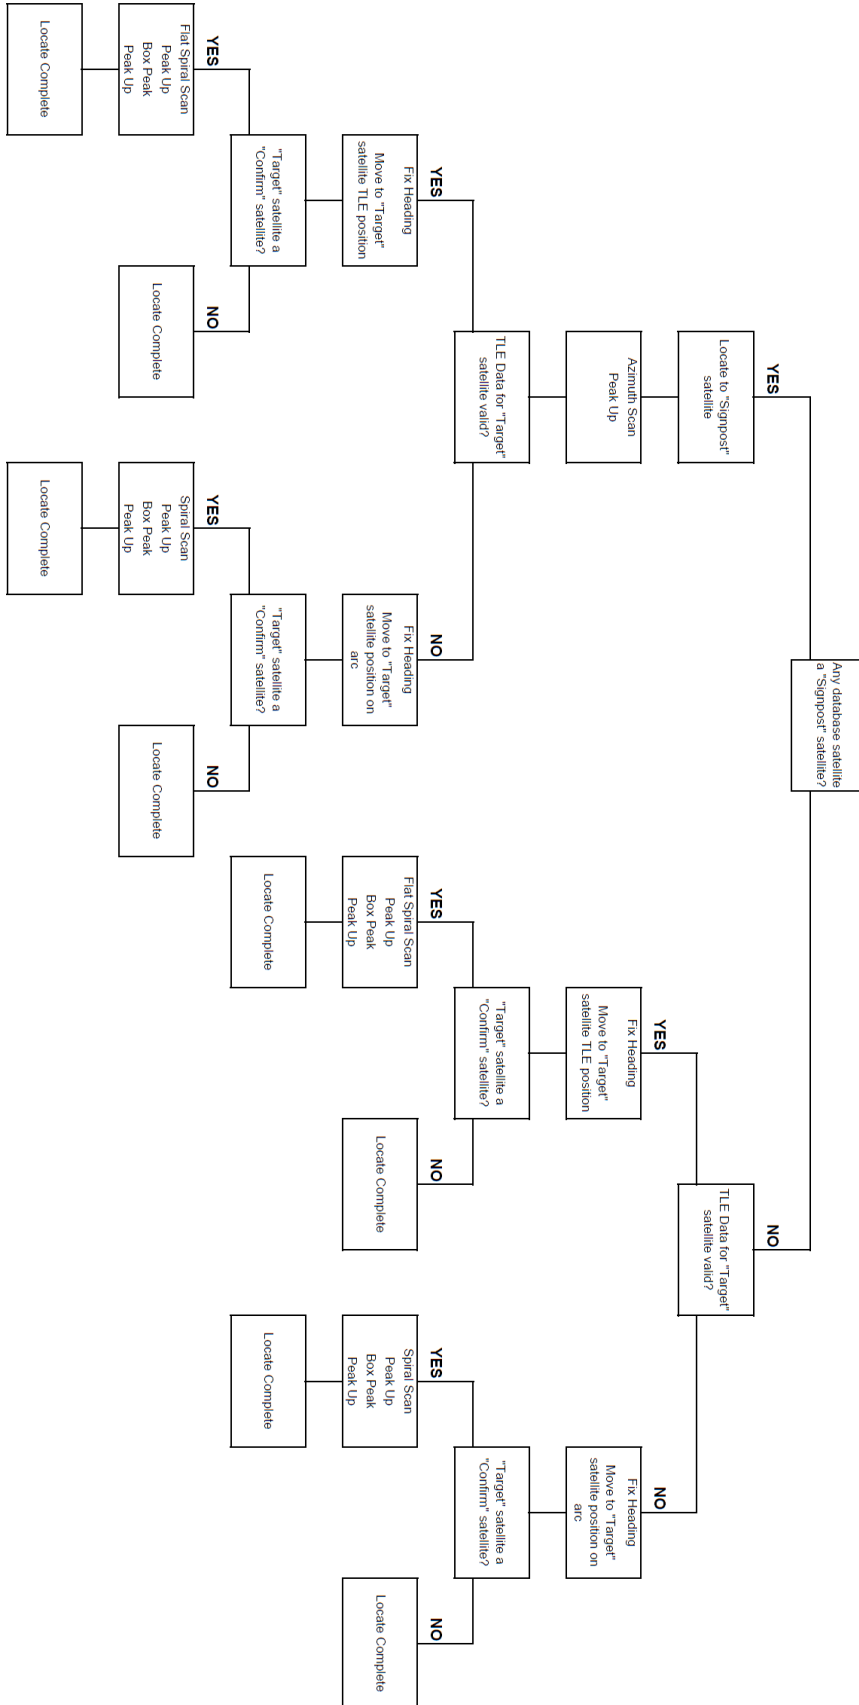 Any database satellite
a "Signpost" satellite?
YES
NO
Locate to "Signpost"
satellite
TLE Data for "Target"
satellite valid?
Azimuth Scan
Peak Up
YES
NO
Fix Heading
Move to "Target"
satellite TLE position
Fix Heading
Move to "Target"
satellite position on
arc
TLE Data for "Target"
satellite valid?
"Target" satellite a
"Confirm" satellite?
"Target" satellite a
"Confirm" satellite?
YES
NO
YES
NO
YES
NO
Fix Heading
Move to "Target"
satellite TLE position
Fix Heading
Move to "Target"
satellite position on
arc
Flat Spiral Scan
Peak Up
Box Peak
Peak Up
Locate Complete
Spiral Scan
Peak Up
Box Peak
Peak Up
Locate Complete
"Target" satellite a
"Confirm" satellite?
"Target" satellite a
"Confirm" satellite?
Locate Complete
Locate Complete
YES
NO
YES
NO
Flat Spiral Scan
Peak Up
Box Peak
Peak Up
Locate Complete
Spiral Scan
Peak Up
Box Peak
Peak Up
Locate Complete
Locate Complete
Locate Complete